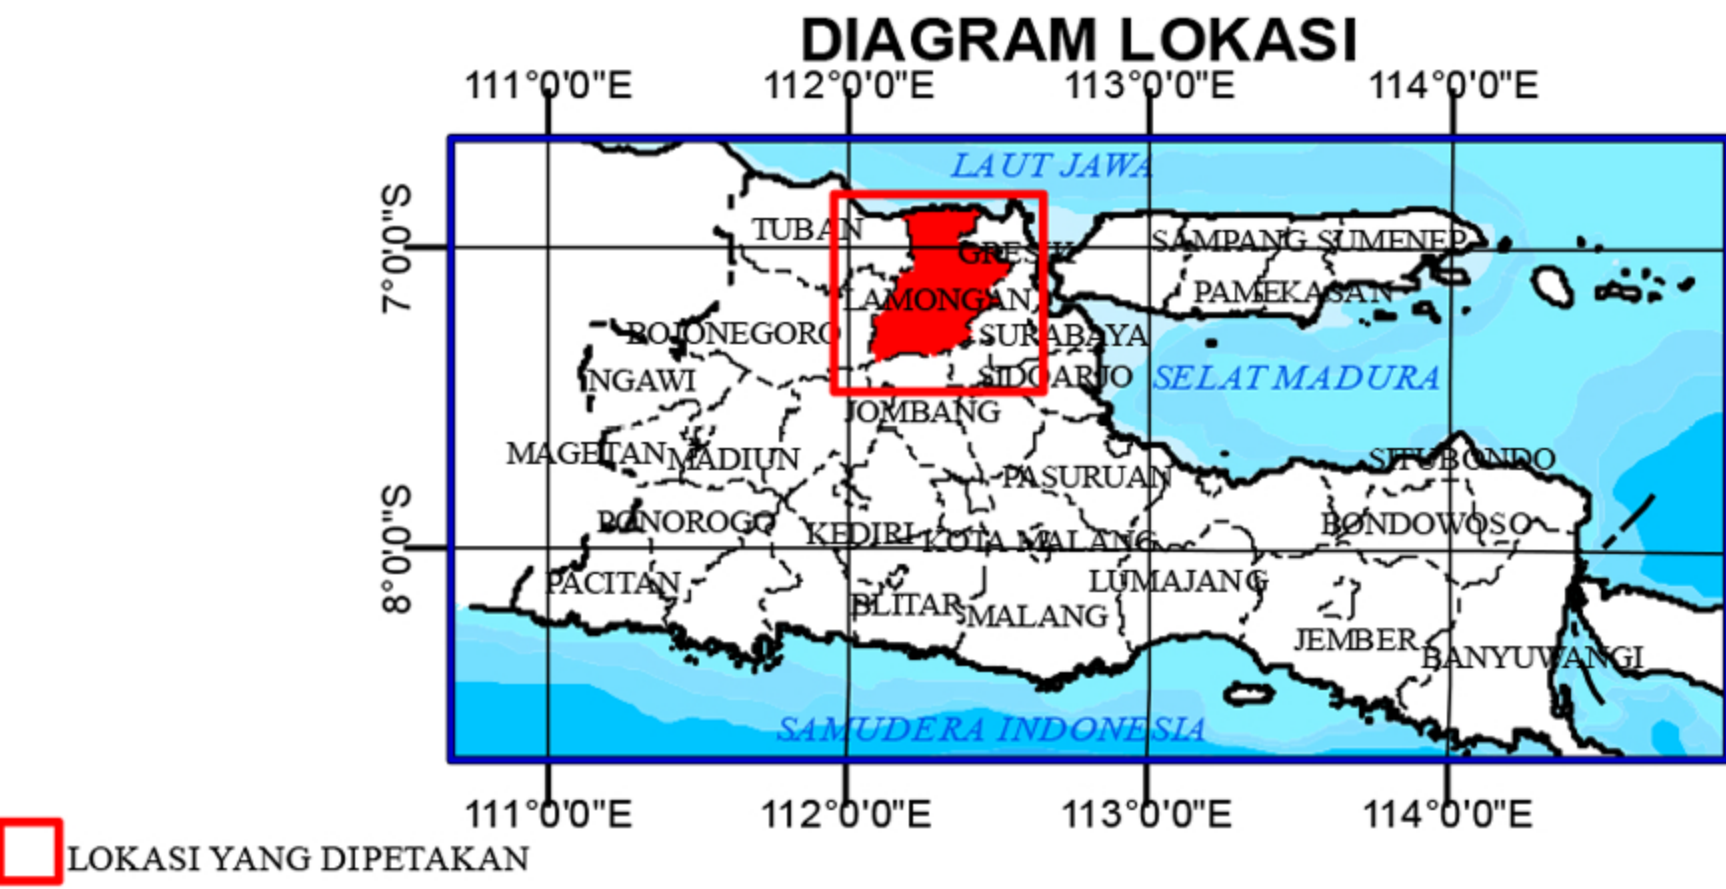 DIAGRAM LOKASI
111°0'0"E 112°0'0"E 113°0'0"E 114°0'0"E
LAUT JAWA
7°0'0"S
TUBAN
GRESIK
SAMPANG
SUMENEP
LAMONGAN
PAMEKASAN
BOJONEGORO
SURABAYA
NGAWI
SIDOARJO
SELAT MADURA
JOMBANG
MAGETAN
MADIUN
PASURUAN
SITUBONDO
8°0'0"S
PONOROGO
KEDIRI
KOTA MALANG
BONDOWOSO
PACITAN
BLITAR
MALANG
LUMAJANG
JEMBER
BANYUWANGI
SAMUDERA INDONESIA
111°0'0"E 112°0'0"E 113°0'0"E 114°0'0"E
LOKASI YANG DIPETAKAN